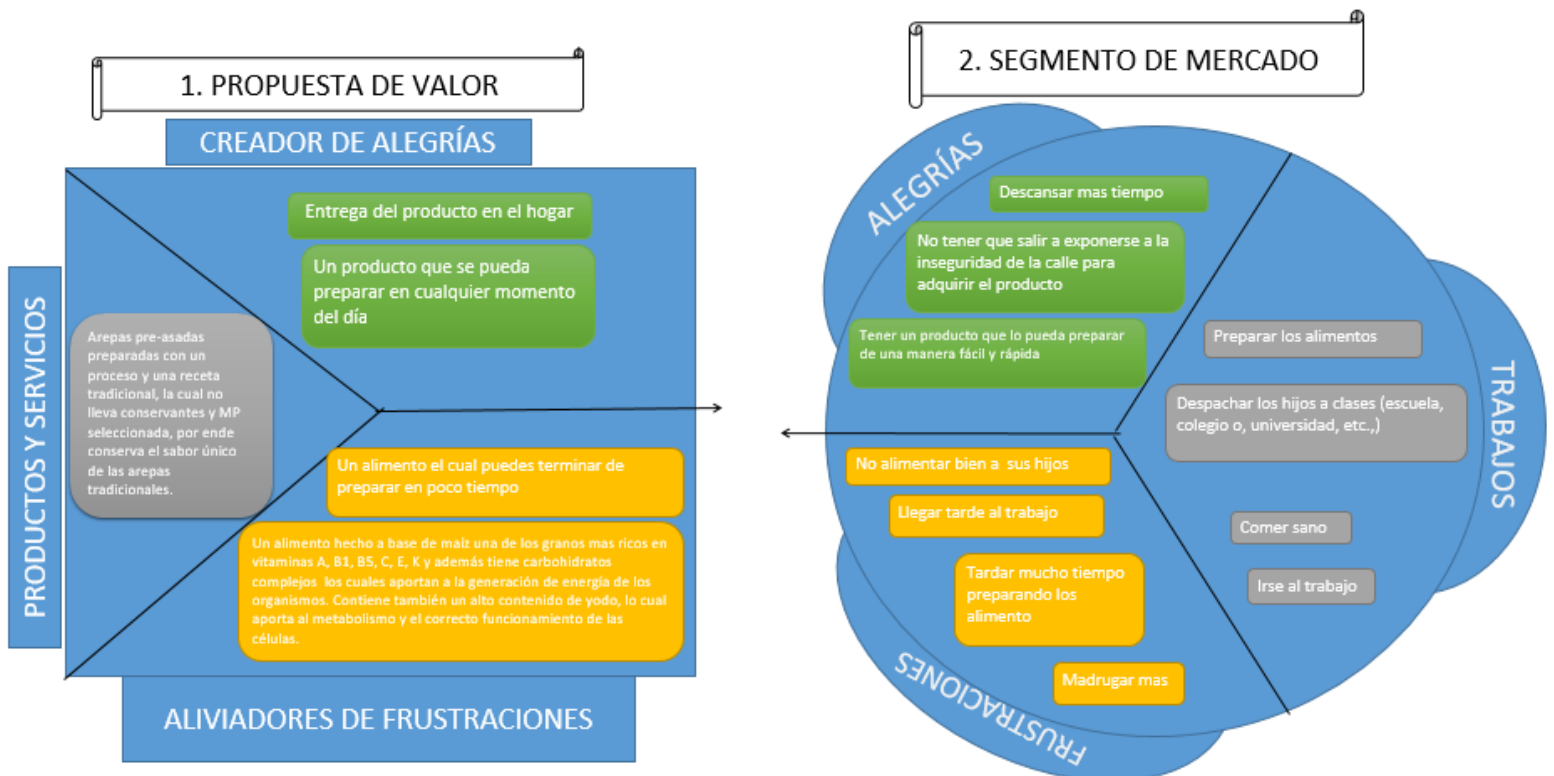 1. PROPUESTA DE VALOR
CREADOR DE ALEGRÍAS
Entrega del producto en el hogar
Un producto que se pueda
preparar en cualquier momento
del día
PRODUCTOS Y SERVICIOS
Arepas pre-asadas
preparadas con un
proceso y una receta
tradicional, la cual no
lleva conservantes y MP
seleccionada, por ende
conserva el sabor único
de las arepas
tradicionales.
Un alimento el cual puedes terminar de
preparar en poco tiempo
Un alimento hecho a base de maíz una de los granos mas ricos en
vitaminas A, B1, B5, C, E, K y además tiene carbohidratos
complejos los cuales aportan a la generación de energía de los
organismos. Contiene también un alto contenido de yodo, lo cual
aporta al metabolismo y el correcto funcionamiento de las
células.
ALIVIADORES DE FRUSTRACIONES
2. SEGMENTO DE MERCADO
ALEGRÍAS
Descansar mas tiempo
No tener que salir a exponerse a la
inseguridad de la calle para
adquirir el producto
Tener un producto que lo pueda preparar
de una manera fácil y rápida
TRABAJOS
Preparar los alimentos
Despachar los hijos a clases (escuela,
colegio o, universidad, etc.,)
Comer sano
Irse al trabajo
No alimentar bien a sus hijos
Llegar tarde al trabajo
Tardar mucho tiempo
preparando los
alimento
Madrugar mas
FRUSTRACIONES